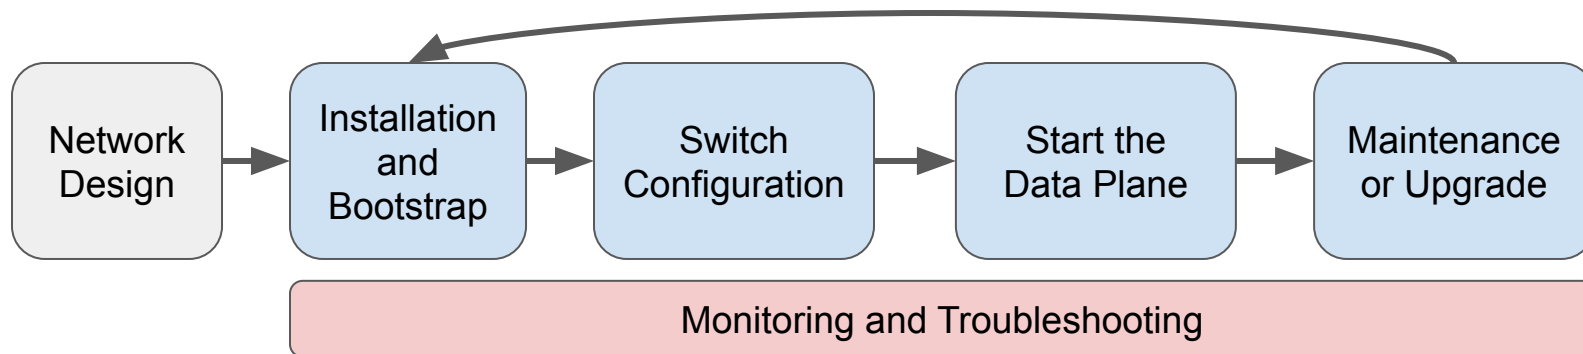 Network
Design
Installation
and
Bootstrap
Switch
Configuration
Start the
Data Plane
Maintenance
or Upgrade
Monitoring and Troubleshooting